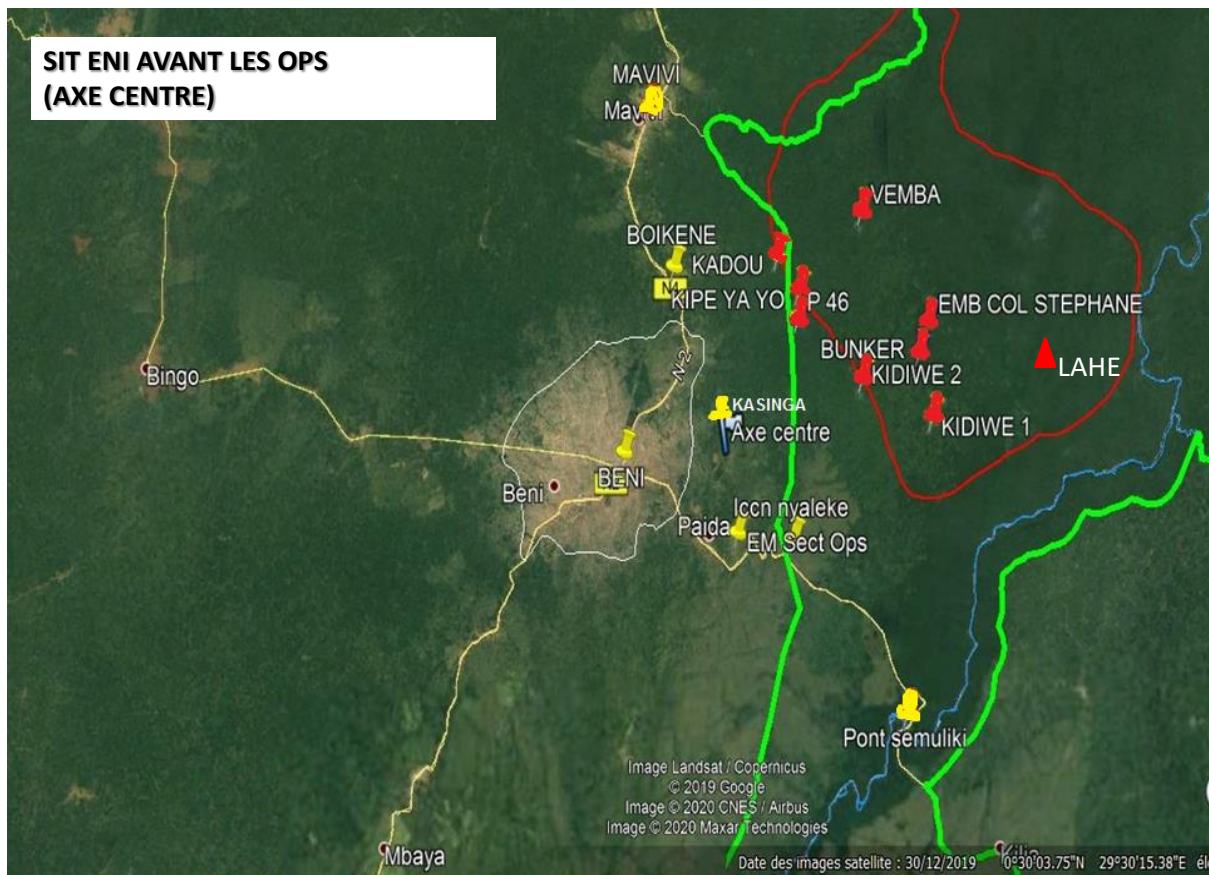 SIT ENI AVANT LES OPS
(AXE CENTRE)
MAVIVI
VEMBA
BOIKENE
KADOU
N4
KIPE YA YO
P 46
EMB COL STEPHANE
BUNKER
LAHE
Bingo
N-2
KIDIWE 2
KASINGA
KIDIWE 1
Axe centre
BENI
Beni
Iccn nyaleke
Paida
EM Sect Ops
Pont semuliki
Image Landsat / Copernicus
© 2019 Google
Image © 2020 CNES / Airbus
Image © 2020 Maxar Technologies
Mbaya
Date des images satellite : 30/12/2019 0°30'03.75"N 29°30'15.38"E